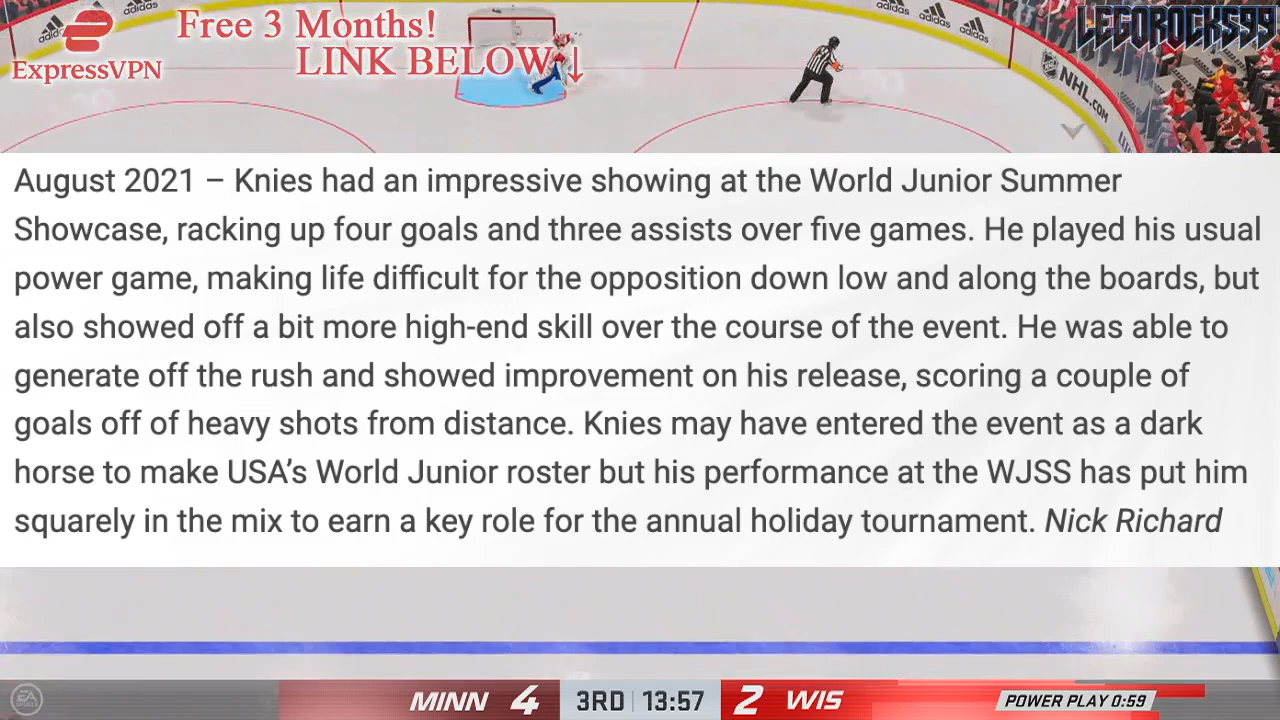 adidas
adidas
adidas
Free 3 Months!
LINK BELOW ↓
ExpressVPN
LEGOROCKS99
NHL.COM
August 2021 – Knies had an impressive showing at the World Junior Summer
Showcase, racking up four goals and three assists over five games. He played his usual
power game, making life difficult for the opposition down low and along the boards, but
also showed off a bit more high-end skill over the course of the event. He was able to
generate off the rush and showed improvement on his release, scoring a couple of
goals off of heavy shots from distance. Knies may have entered the event as a dark
horse to make USA’s World Junior roster but his performance at the WJSS has put him
squarely in the mix to earn a key role for the annual holiday tournament. Nick Richard
EA SPORTS
MINN 4 3RD 13:57 2 WIS POWER PLAY 0:59